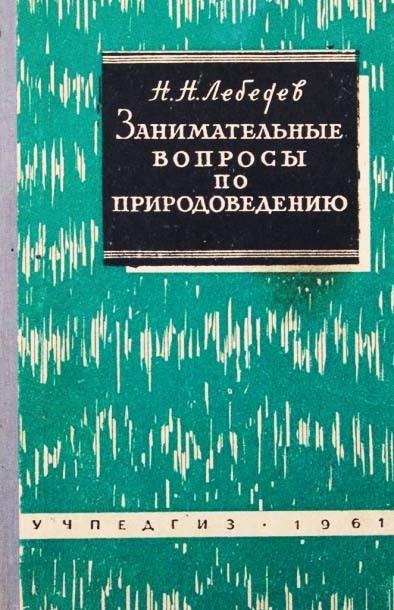 Н. Н. Лебедев
ЗАНИМАТЕЛЬНЫЕ
ВОПРОСЫ
ПО
ПРИРОДОВЕДЕНИЮ
УЧПЕДГИЗ · 1961